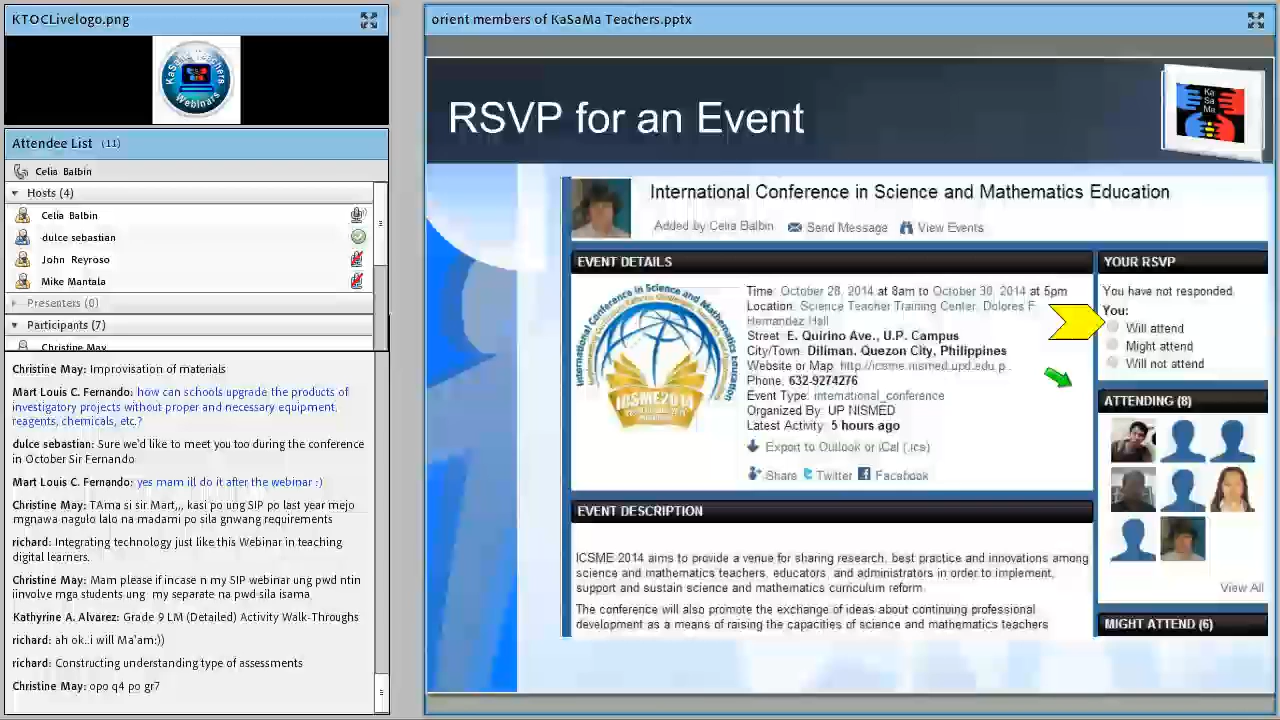 KTOCLivelogo.png
KaSaMa Teachers
Webinars
Attendee List (11)
Celia Balbin
Hosts (4)
Celia Balbin
dulce sebastian
John Reyroso
Mike Mantala
Presenters (0)
Participants (7)
Christine May
Christine May: Improvisation of materials
Mart Louis C. Fernando: how can schools upgrade the products of
investigatory projects without proper and necessary equipment,
reagents, chemicals, etc.?
dulce sebastian: Sure we'd like to meet you too during the conference
in October Sir Fernando
Mart Louis C. Fernando: yes mam ill do it after the webinar :)
Christine May: TAma si sir Mart,,, kasi po ung SIP po last year mejo
mgnawa nagulo lalo na madami po sila gnwang requirements
richard: Integrating technology just like this Webinar in teaching
digital learners.
Christine May: Mam please if incase n my SIP webinar ung pwd ntin
iinvolve mga students ung my separate na pwd sila isama
Kathyrine A. Alvarez: Grade 9 LM (Detailed) Activity Walk-Throughs
richard: ah ok..i will Ma'am:))
richard: Constructing understanding type of assessments
Christine May: opo q4 po gr7
orient members of KaSaMa Teachers.pptx
RSVP for an Event
Ka
Sa
Ma
International Conference in Science and Mathematics Education
Added by Celia Balbin Send Message View Events
EVENT DETAILS
International Conference in Science and Mathematics Education
ICSME 2014
Time: October 28, 2014 at 8am to October 30, 2014 at 5pm
Location: Science Teacher Training Center, Dolores F.
Hernandez Hall
Street: E. Quirino Ave., U.P. Campus
City/Town: Diliman, Quezon City, Philippines
Website or Map: http://icsme.nismed.upd.edu.p…
Phone: 632-9274276
Event Type: international_conference
Organized By: UP NISMED
Latest Activity: 5 hours ago
Export to Outlook or iCal (.ics)
Share Twitter Facebook
EVENT DESCRIPTION
ICSME 2014 aims to provide a venue for sharing research, best practice and innovations among
science and mathematics teachers, educators, and administrators in order to implement,
support and sustain science and mathematics curriculum reform.
The conference will also promote the exchange of ideas about continuing professional
development as a means of raising the capacities of science and mathematics teachers
YOUR RSVP
You have not responded.
You:
Will attend
Might attend
Will not attend
ATTENDING (8)
View All
MIGHT ATTEND (6)